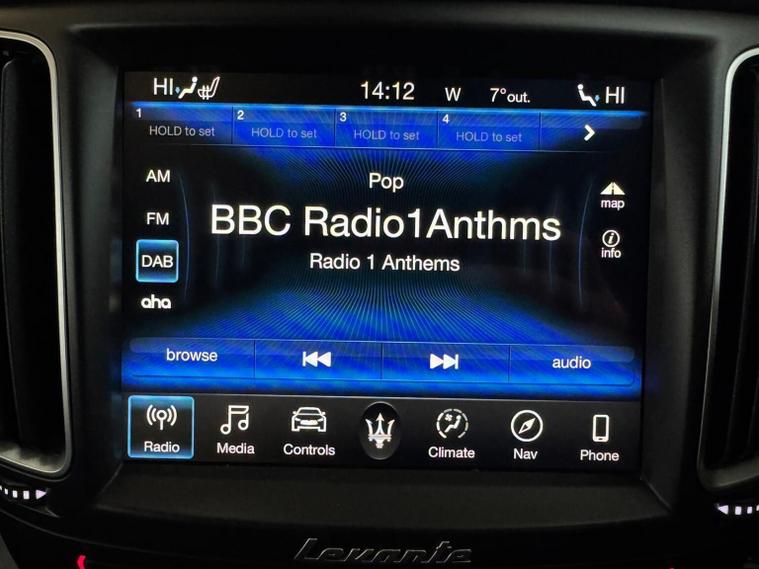 HI 14:12 W 7°out. HI
1 HOLD to set 2 HOLD to set 3 HOLD to set 4 HOLD to set
AM
Pop
map
FM
BBC Radio1Anthms
info
DAB
Radio 1 Anthems
aha
browse audio
Radio Media Controls Climate Nav Phone
Levante